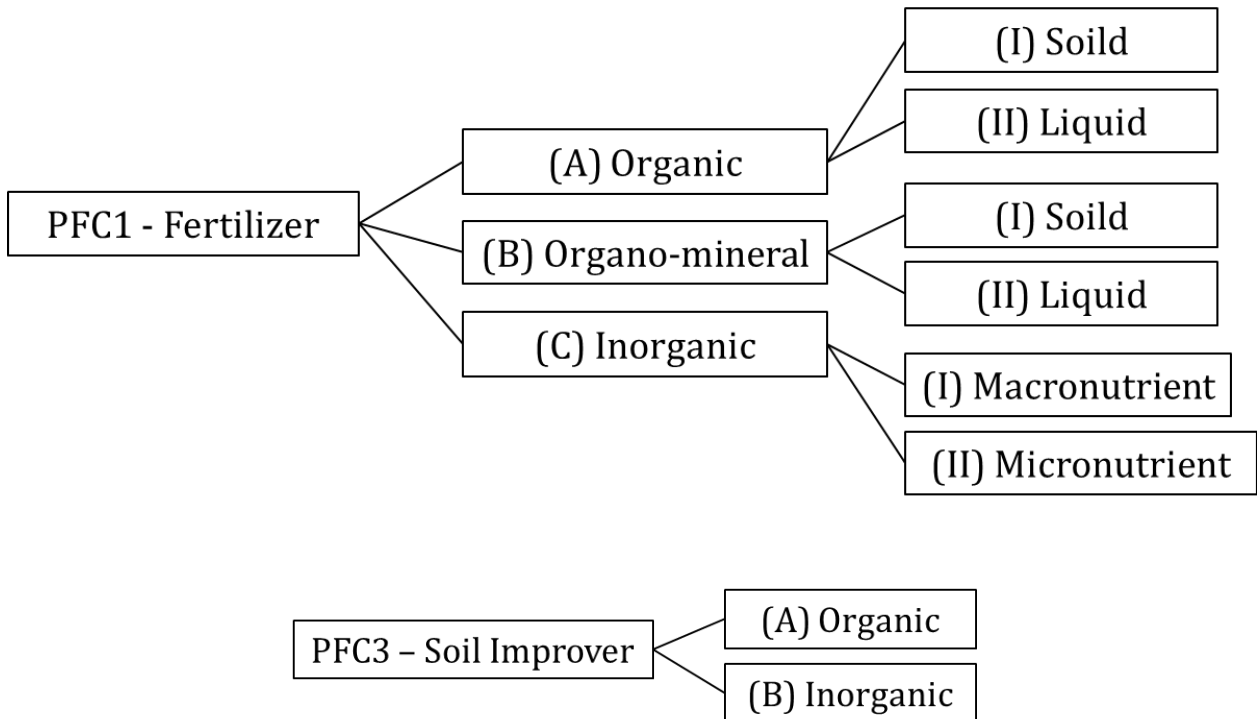 PFC1 - Fertilizer
(A) Organic
(I) Soild
(II) Liquid
(B) Organo-mineral
(I) Soild
(II) Liquid
(C) Inorganic
(I) Macronutrient
(II) Micronutrient
PFC3 – Soil Improver
(A) Organic
(B) Inorganic